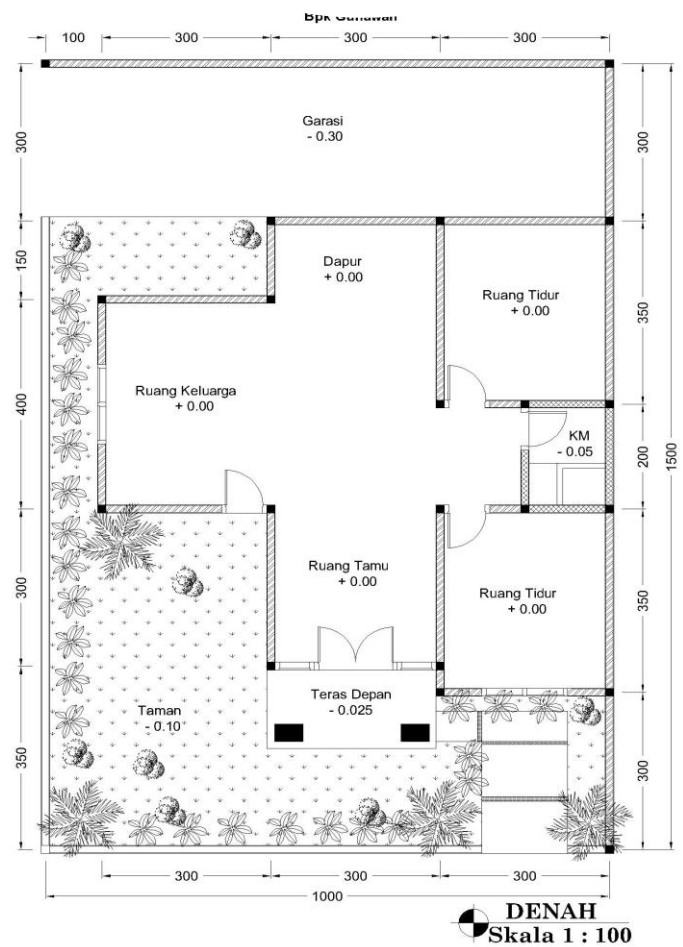 Bpk Gunawan
100
300
300
300
300
300
Garasi
- 0.30
150
Dapur
+ 0.00
Ruang Tidur
+ 0.00
350
400
Ruang Keluarga
+ 0.00
KM
- 0.05
200
1500
300
Ruang Tamu
+ 0.00
Ruang Tidur
+ 0.00
350
Teras Depan
- 0.025
Taman
- 0.10
350
300
300
300
300
1000
DENAH
Skala 1 : 100